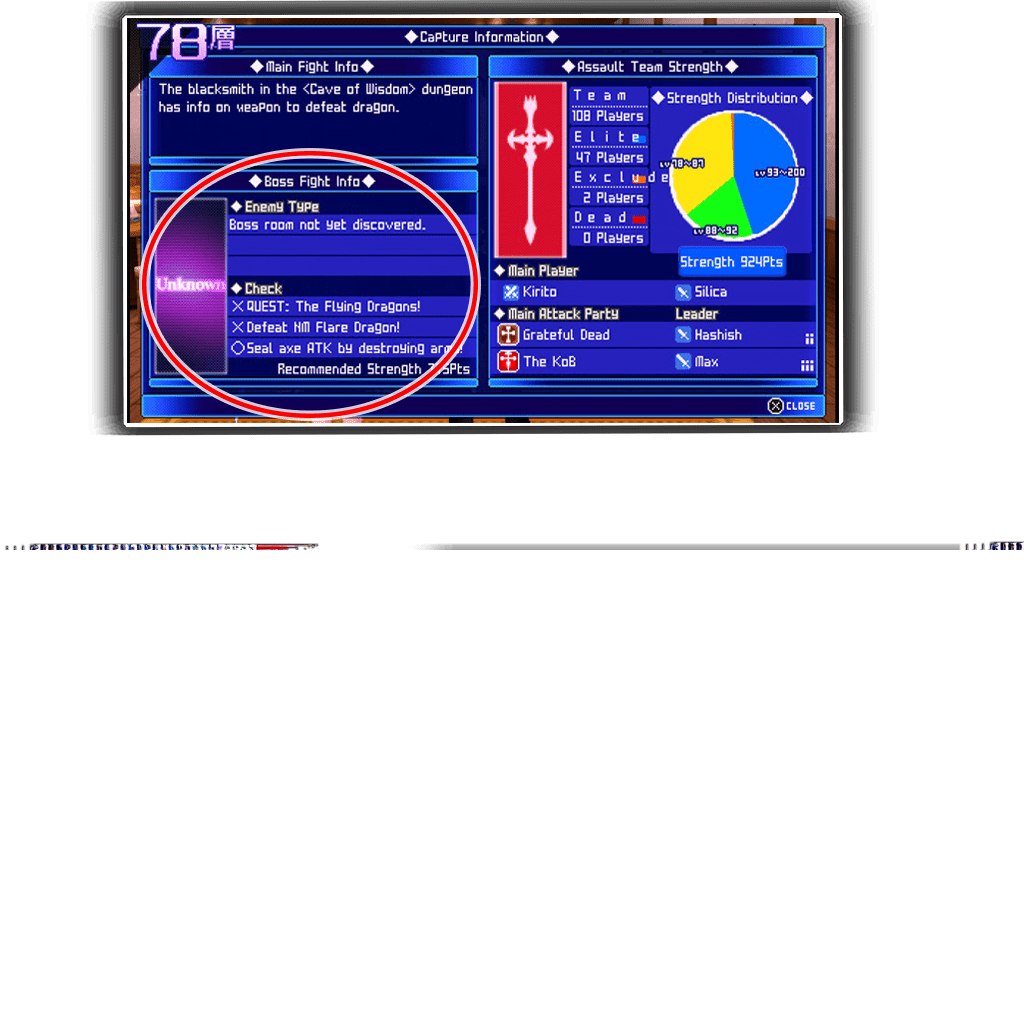 78層
◆Capture Information◆
◆Main Fight Info◆
The blacksmith in the <Cave of Wisdom> dungeon
has info on weapon to defeat dragon.
◆Boss Fight Info◆
Unknown
◆Enemy Type
Boss room not yet discovered.
◆Check
×QUEST: The Flying Dragons!
×Defeat NM Flare Dragon!
◇Seal axe ATK by destroying
Recommended Strength
◆Assault Team Strength◆
Team
108 Players
Elite
47 Players
Exclude
2 Players
Dead
0 Players
◆Strength Distribution◆
Lv78~87
Lv93~200
Lv88~92
Strength 924Pts
◆Main Player
Kirito
Silica
◆Main Attack Party Leader
Grateful Dead Hashish
The KoB Max
CLOSE